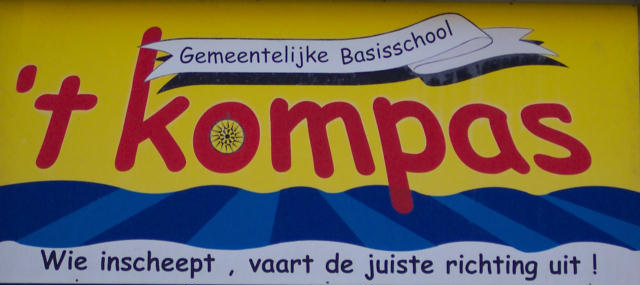 Gemeentelijke Basisschool
't kompas
Wie inscheept , vaart de juiste richting uit !